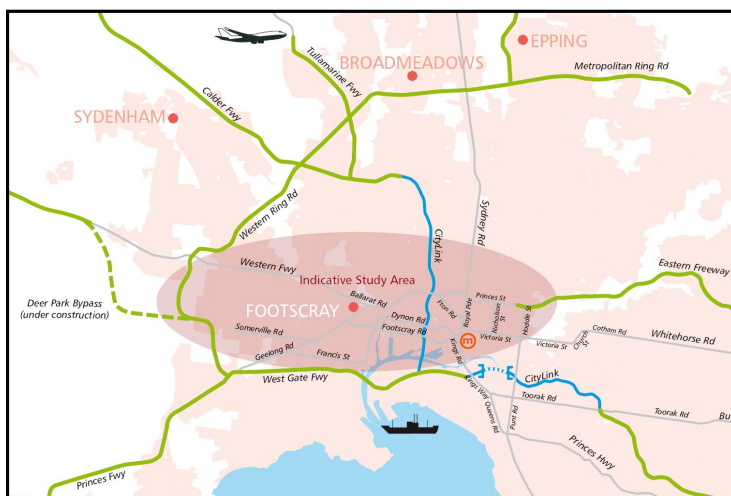 EPPING
BROADMEADOWS
Metropolitan Ring Rd
Tullamarine Fwy
Calder Fwy
SYDENHAM
Western Ring Rd
Sydney Rd
CityLink
Western Fwy
Indicative Study Area
Eastern Freeway
Deer Park Bypass
(under construction)
FOOTSCRAY
Ballarat Rd
Princes St
Royal Pde
Nicholson
St
Hoddle St
Dynon Rd
Footscray Rd
Somerville Rd
Geelong Rd
Francis St
Victoria St
m
Kings Rd
Victoria St
Church
St
Cotham Rd
Whitehorse Rd
West Gate Fwy
CityLink
Kings Way
Queens Rd
Punt Rd
Toorak Rd
Toorak Rd
Bu
Princes Hwy
Princes Fwy